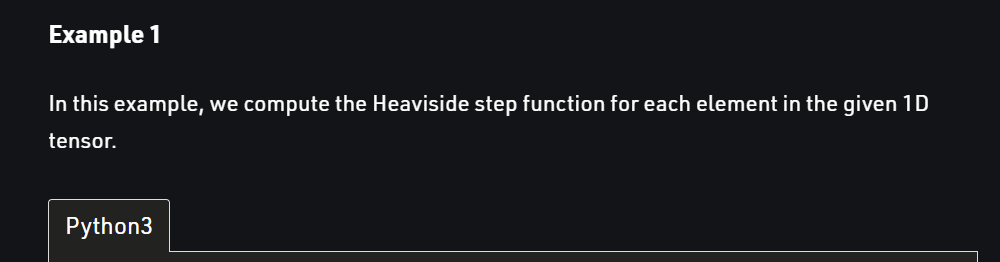 Example 1
In this example, we compute the Heaviside step function for each element in the given 1D
tensor.
Python3